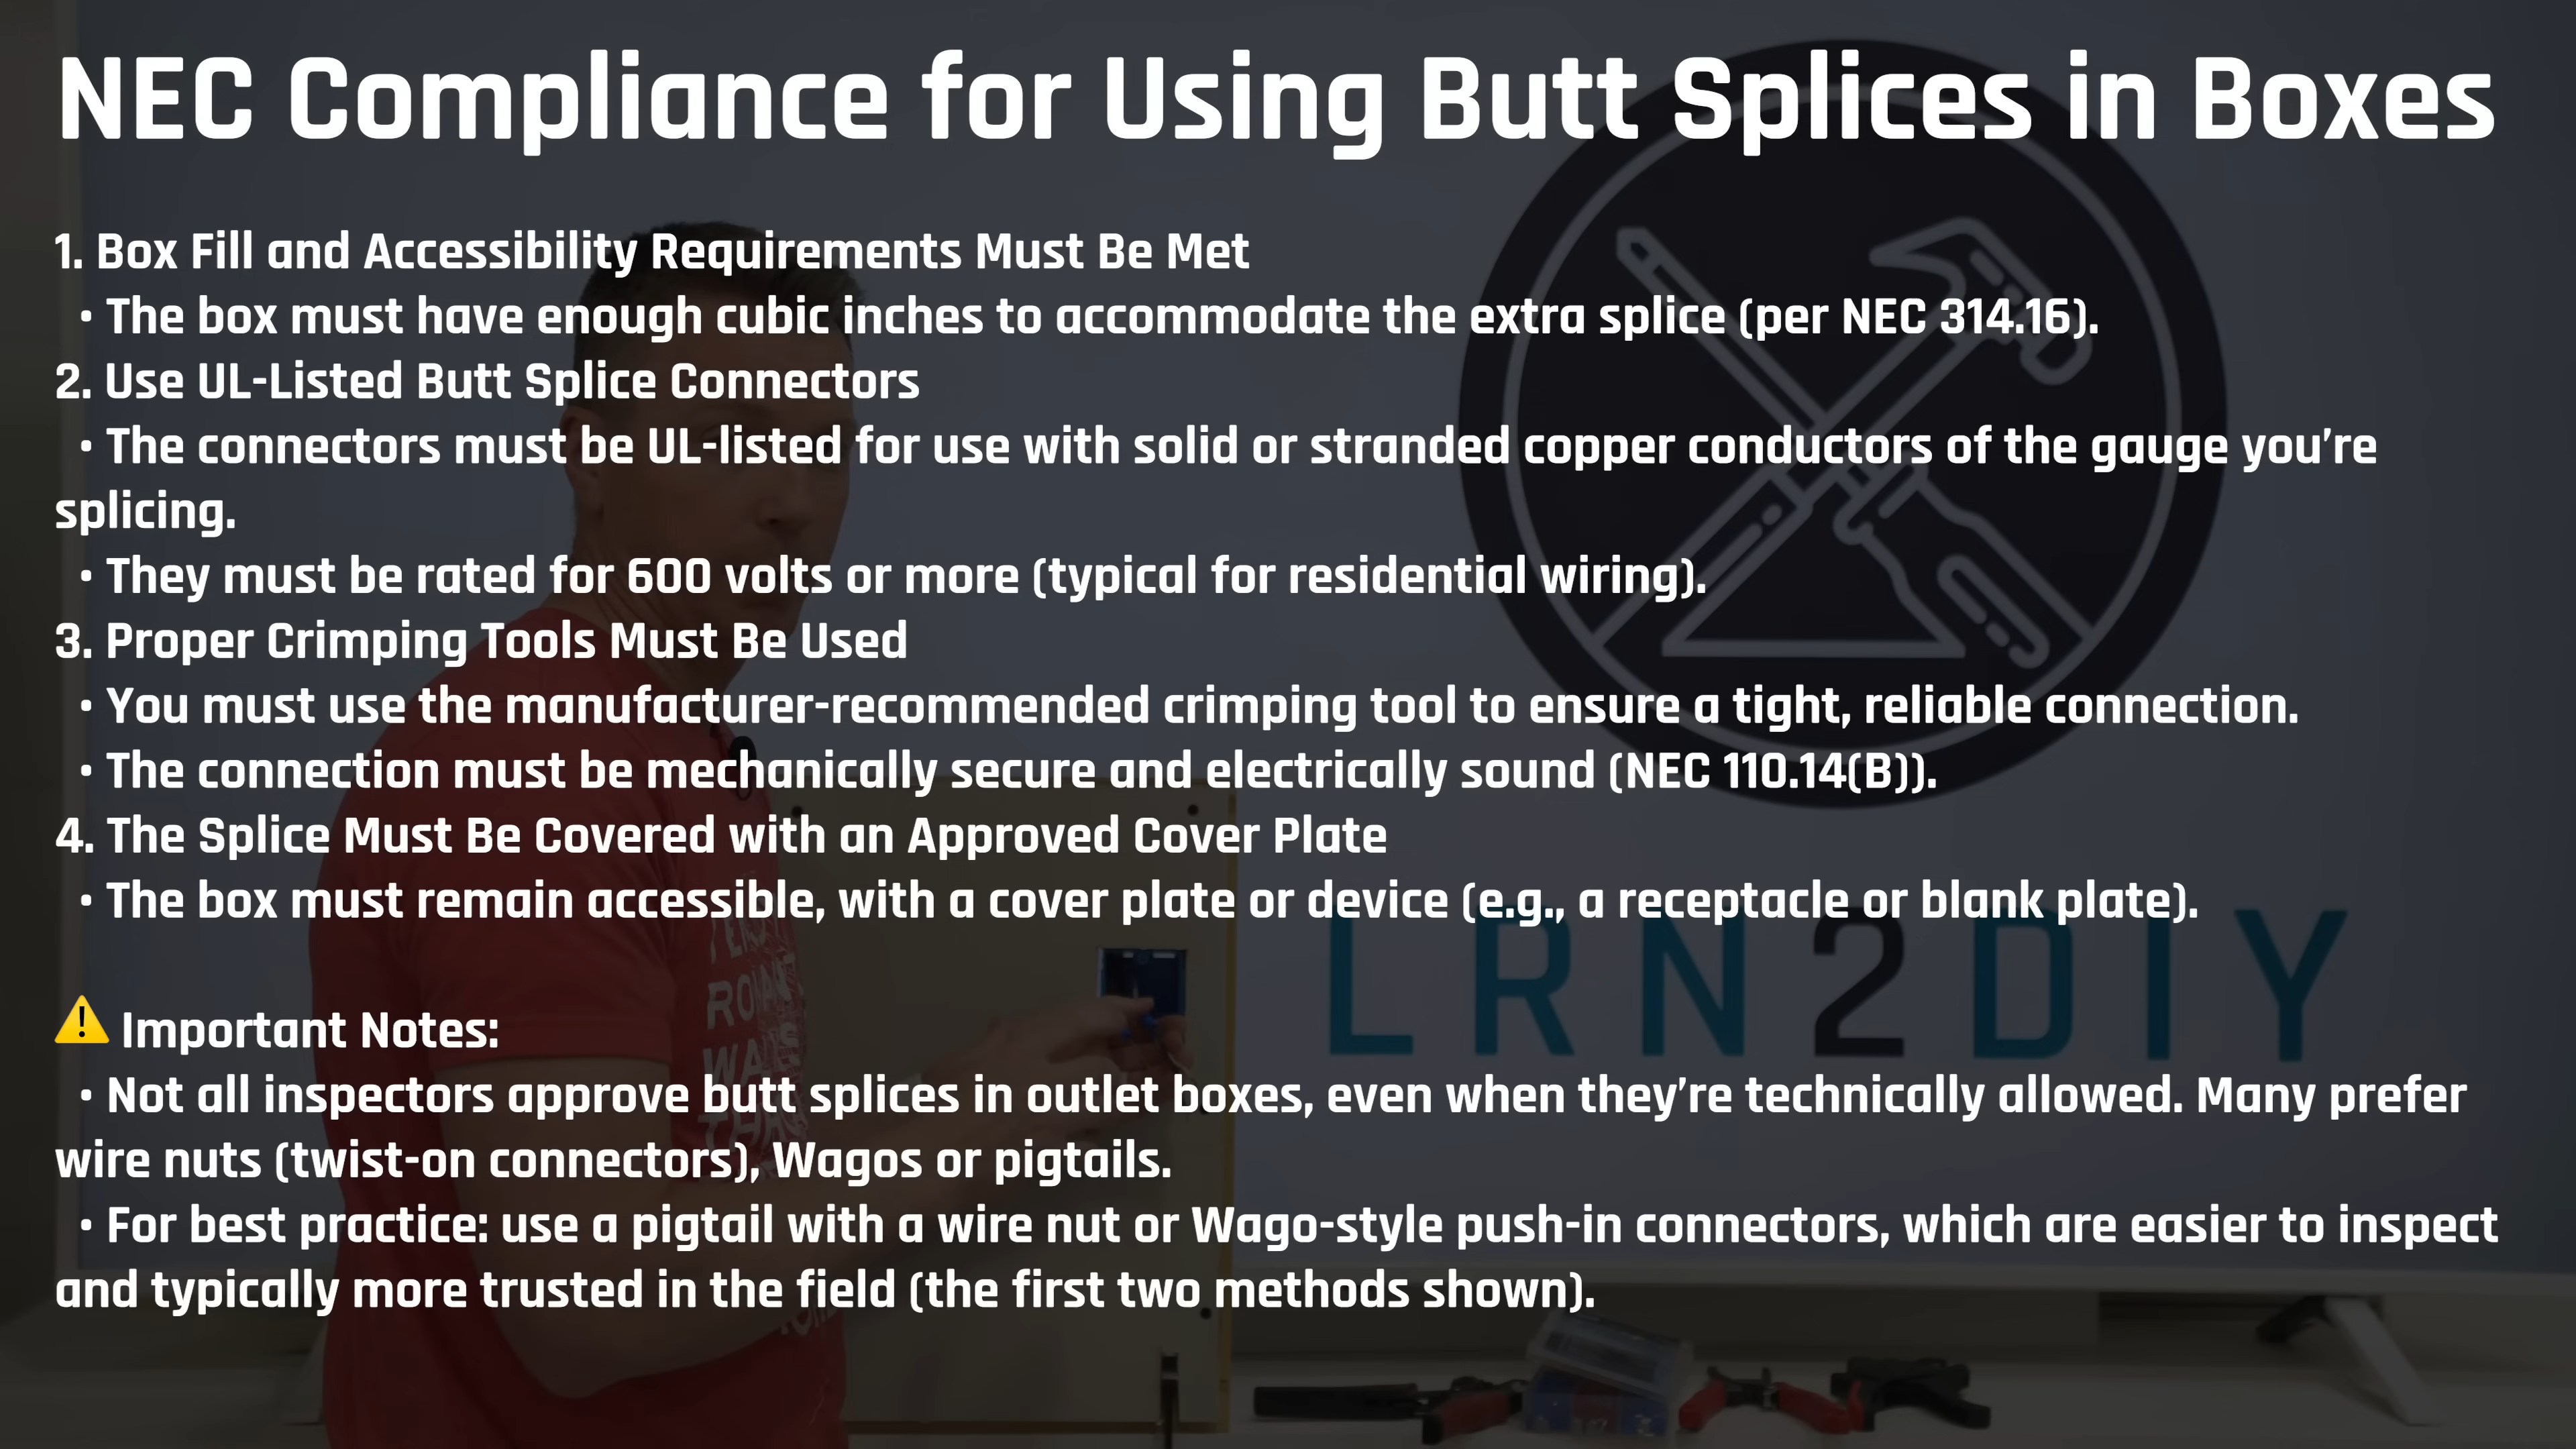 NEC Compliance for Using Butt Splices in Boxes
1. Box Fill and Accessibility Requirements Must Be Met
• The box must have enough cubic inches to accommodate the extra splice (per NEC 314.16).
2. Use UL-Listed Butt Splice Connectors
• The connectors must be UL-listed for use with solid or stranded copper conductors of the gauge you're
splicing.
• They must be rated for 600 volts or more (typical for residential wiring).
3. Proper Crimping Tools Must Be Used
• You must use the manufacturer-recommended crimping tool to ensure a tight, reliable connection.
• The connection must be mechanically secure and electrically sound (NEC 110.14(B)).
4. The Splice Must Be Covered with an Approved Cover Plate
• The box must remain accessible, with a cover plate or device (e.g., a receptacle or blank plate).
LRN2DIY
⚠️ Important Notes:
• Not all inspectors approve butt splices in outlet boxes, even when they're technically allowed. Many prefer
wire nuts (twist-on connectors), Wagos or pigtails.
• For best practice: use a pigtail with a wire nut or Wago-style push-in connectors, which are easier to inspect
and typically more trusted in the field (the first two methods shown).